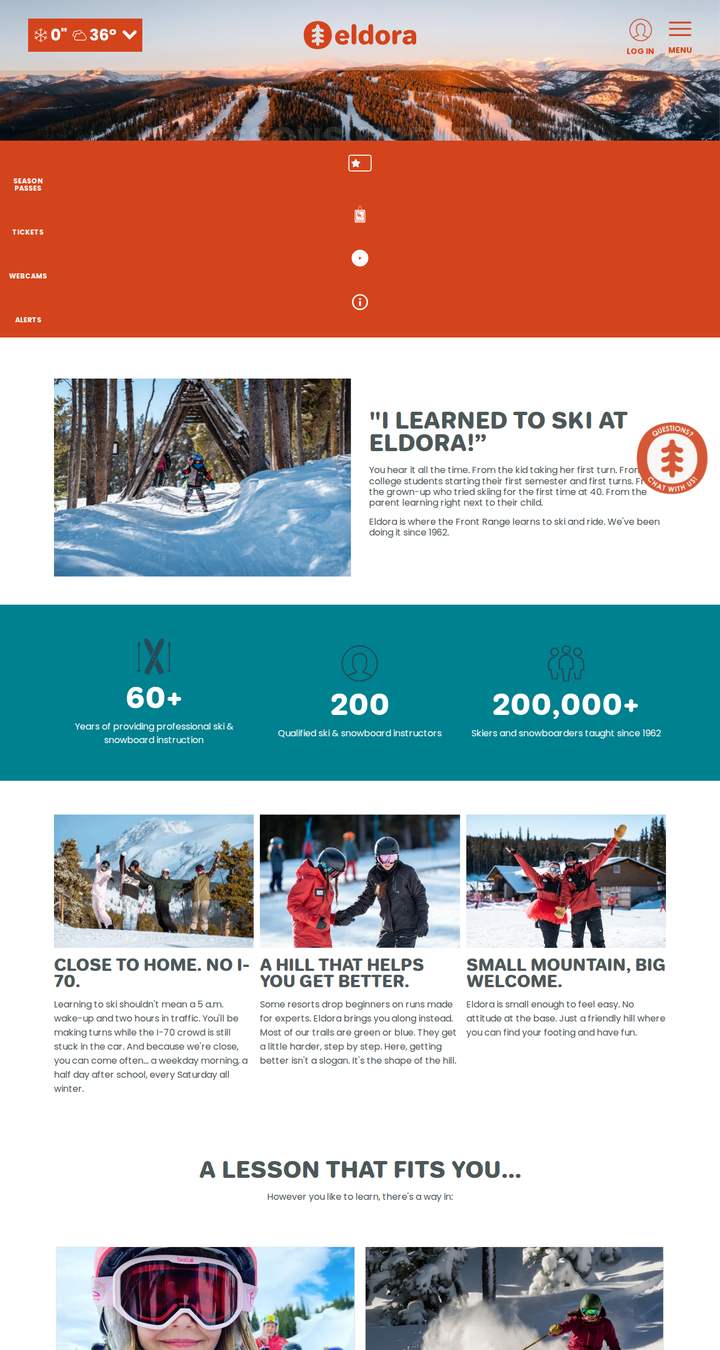 0" 36°
eldora
LOG IN
MENU
SEASON
PASSES
TICKETS
WEBCAMS
ALERTS
"I LEARNED TO SKI AT
ELDORA!”
You hear it all the time. From the kid taking her first turn. From
college students starting their first semester and first turns.
the grown-up who tried skiing for the first time at 40. From the
parent learning right next to their child.
Eldora is where the Front Range learns to ski and ride. We've been
doing it since 1962.
QUESTIONS?
CHAT WITH US!
60+
Years of providing professional ski &
snowboard instruction
200
Qualified ski & snowboard instructors
200,000+
Skiers and snowboarders taught since 1962
CLOSE TO HOME. NO I-
70.
Learning to ski shouldn't mean a 5 a.m.
wake-up and two hours in traffic. You'll be
making turns while the I-70 crowd is still
stuck in the car. And because we're close,
you can come often... a weekday morning, a
half day after school, every Saturday all
winter.
A HILL THAT HELPS
YOU GET BETTER.
Some resorts drop beginners on runs made
for experts. Eldora brings you along instead.
Most of our trails are green or blue. They get
a little harder, step by step. Here, getting
better isn't a slogan. It's the shape of the hill.
SMALL MOUNTAIN, BIG
WELCOME.
Eldora is small enough to feel easy. No
attitude at the base. Just a friendly hill where
you can find your footing and have fun.
A LESSON THAT FITS YOU...
However you like to learn, there's a way in: